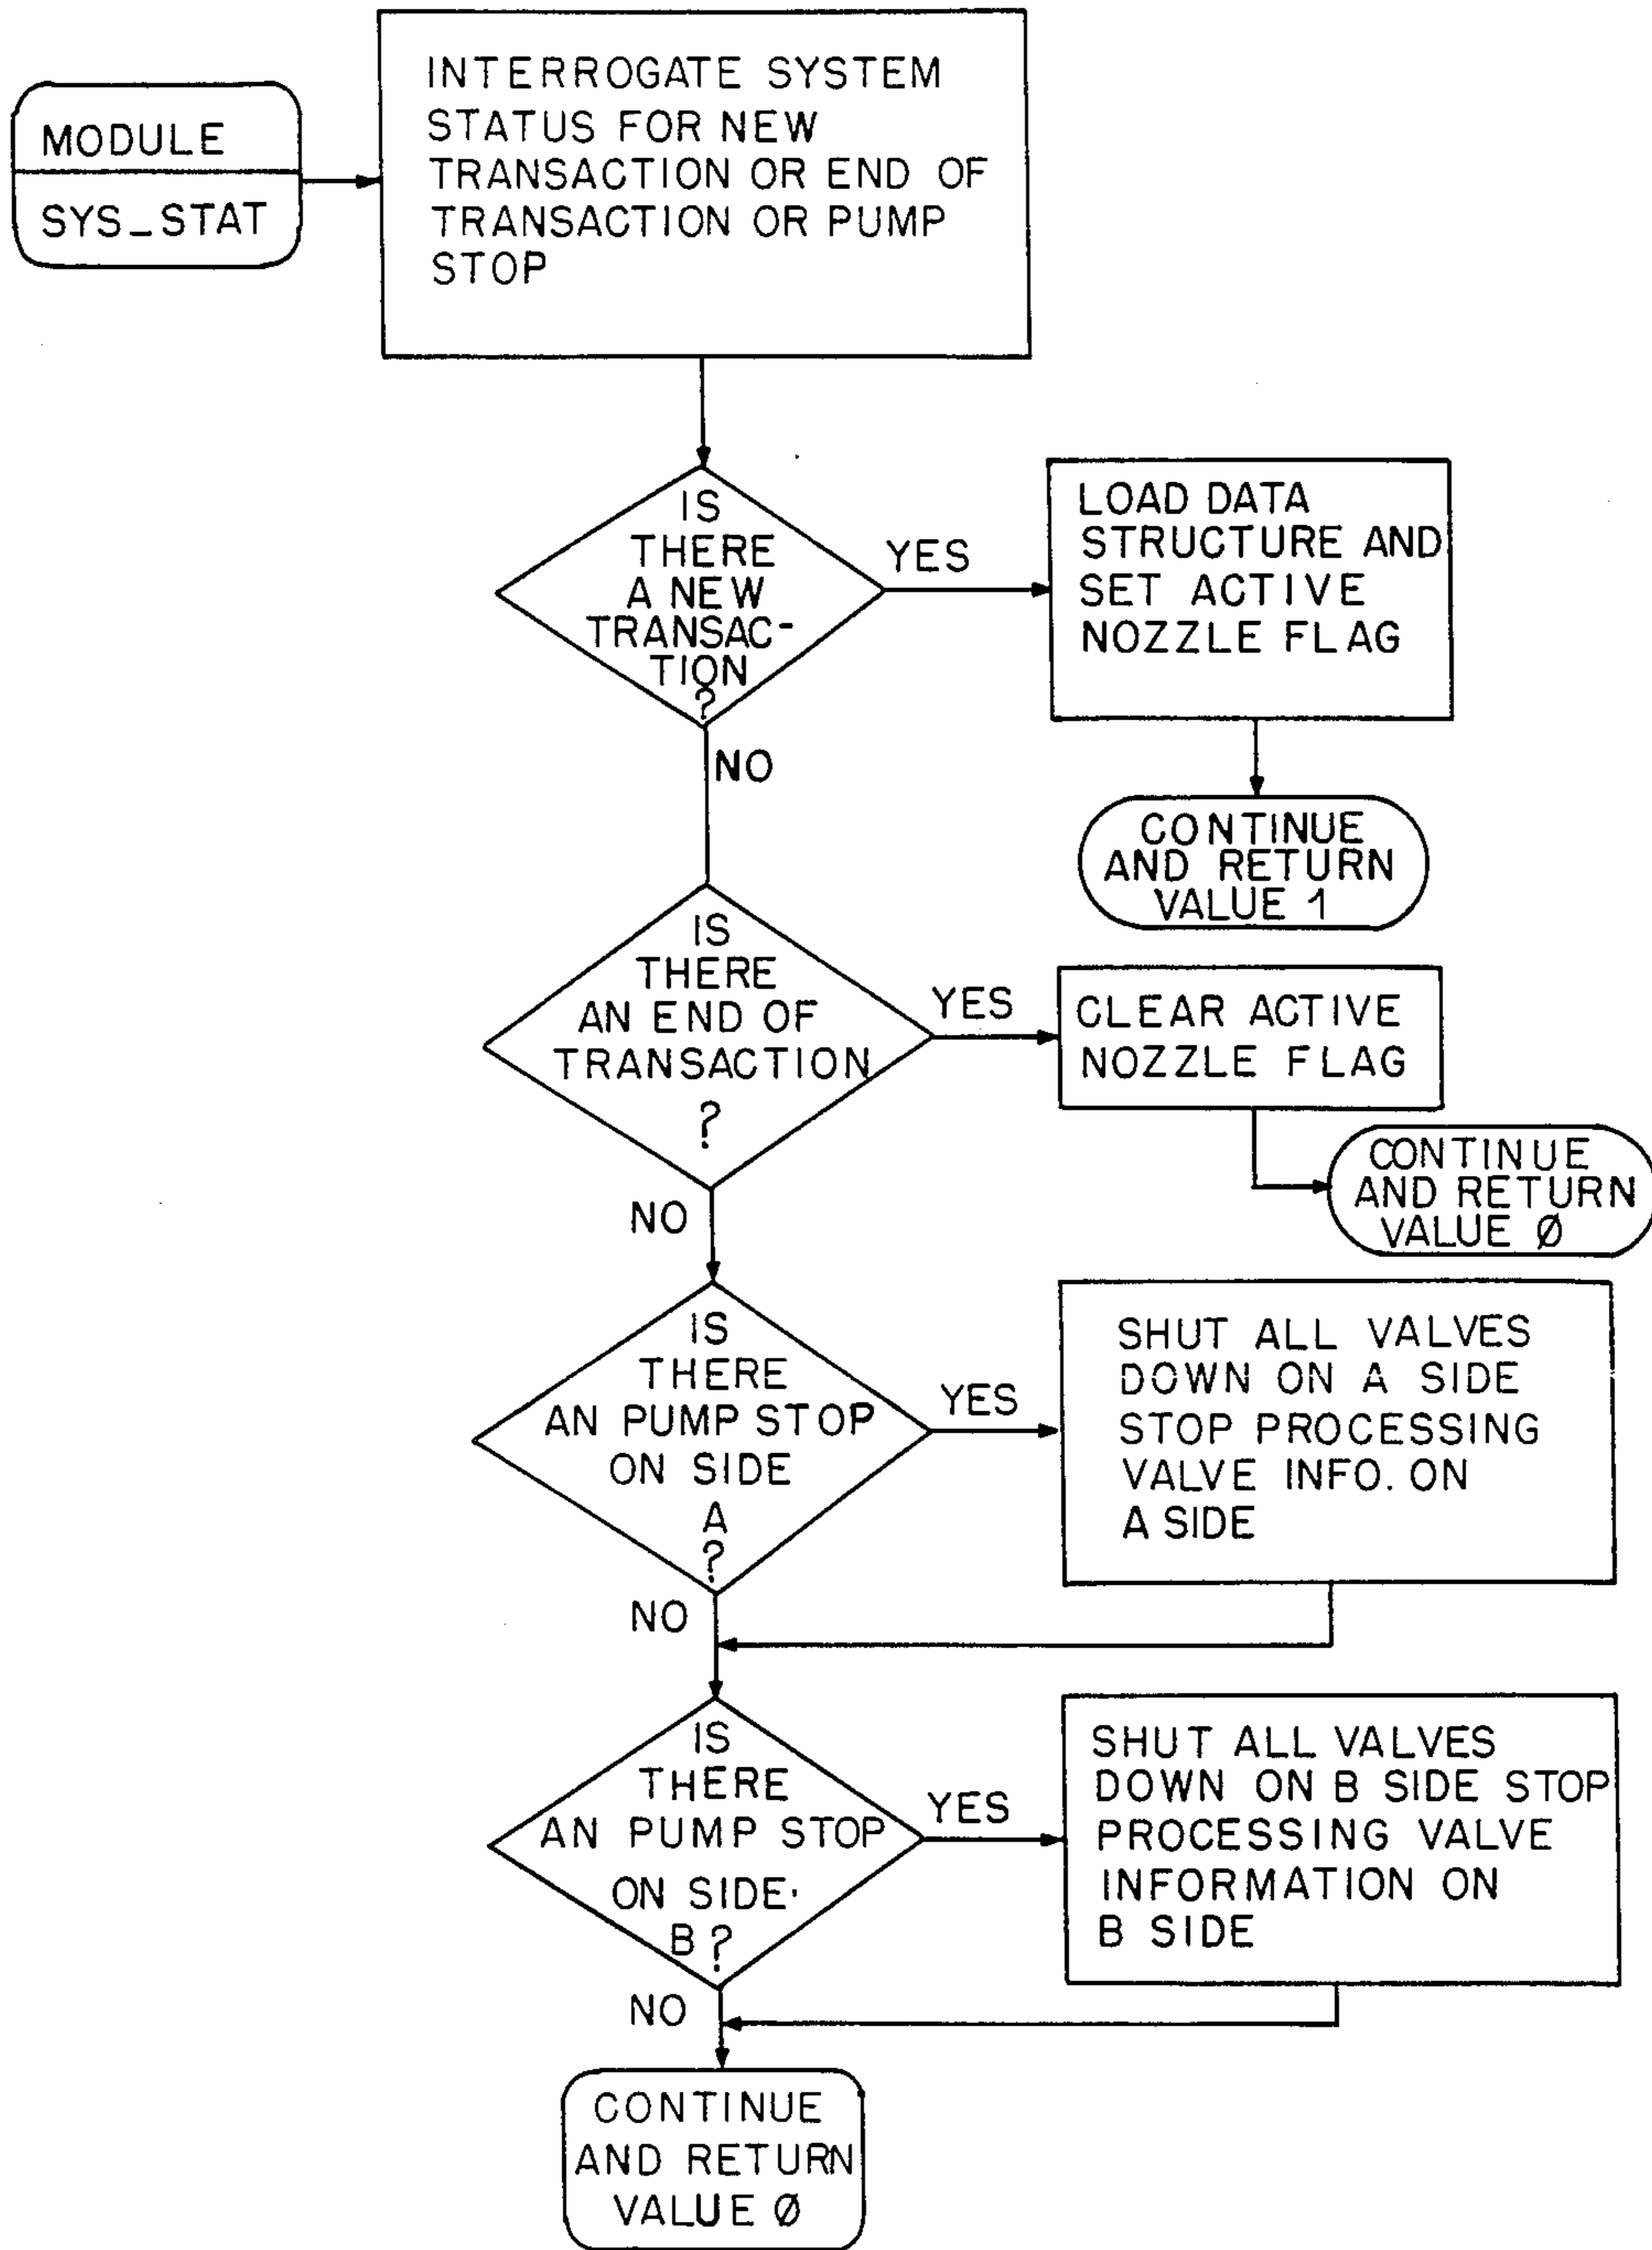 MODULE
SYS_STAT
INTERROGATE SYSTEM
STATUS FOR NEW
TRANSACTION OR END OF
TRANSACTION OR PUMP
STOP
IS
THERE
A NEW
TRANSAC-
TION
?
YES
LOAD DATA
STRUCTURE AND
SET ACTIVE
NOZZLE FLAG
NO
CONTINUE
AND RETURN
VALUE 1
IS
THERE
AN END OF
TRANSACTION
?
YES
CLEAR ACTIVE
NOZZLE FLAG
CONTINUE
AND RETURN
VALUE Ø
NO
IS
THERE
AN PUMP STOP
ON SIDE
A
?
YES
SHUT ALL VALVES
DOWN ON A SIDE
STOP PROCESSING
VALVE INFO. ON
A SIDE
NO
IS
THERE
AN PUMP STOP
ON SIDE
B ?
YES
SHUT ALL VALVES
DOWN ON B SIDE STOP
PROCESSING VALVE
INFORMATION ON
B SIDE
NO
CONTINUE
AND RETURN
VALUE Ø